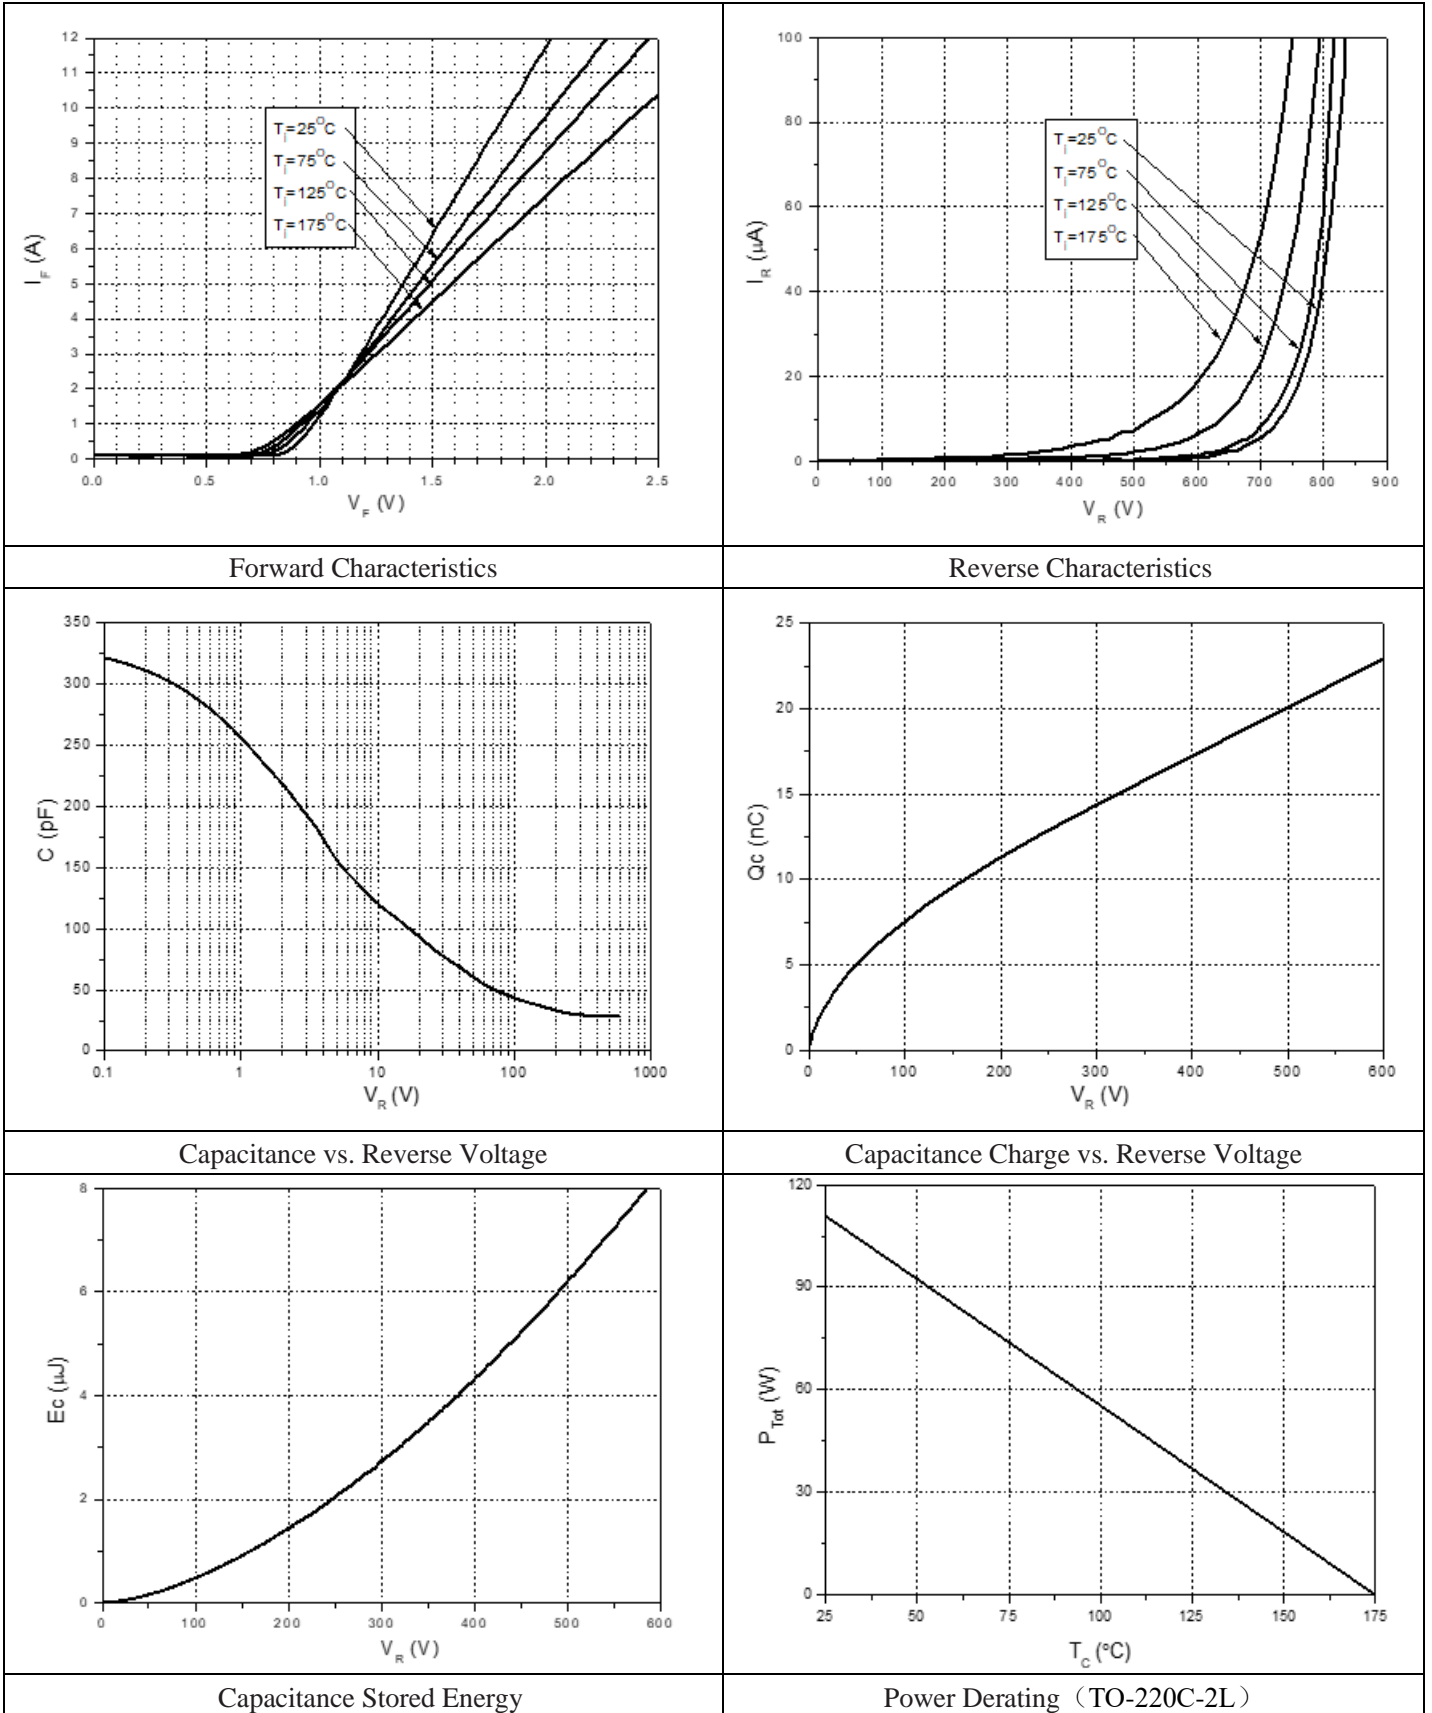 12
11
10
9
8
7
6
5
4
3
2
1
0
I_F (A)
T_j=25°C
T_j=75°C
T_j=125°C
T_j=175°C
0.0 0.5 1.0 1.5 2.0 2.5
V_F (V)
100
80
60
40
20
0
I_R (μA)
T_j=25°C
T_j=75°C
T_j=125°C
T_j=175°C
0 100 200 300 400 500 600 700 800 900
V_R (V)
Forward Characteristics
Reverse Characteristics
350
300
250
200
150
100
50
0
C (pF)
0.1 1 10 100 1000
V_R (V)
25
20
15
10
5
0
Qc (nC)
0 100 200 300 400 500 600
V_R (V)
Capacitance vs. Reverse Voltage
Capacitance Charge vs. Reverse Voltage
8
6
4
2
0
Ec (μJ)
0 100 200 300 400 500 600
V_R (V)
120
90
60
30
0
P_Tot (W)
25 50 75 100 125 150 175
T_C (°C)
Capacitance Stored Energy
Power Derating（TO-220C-2L）